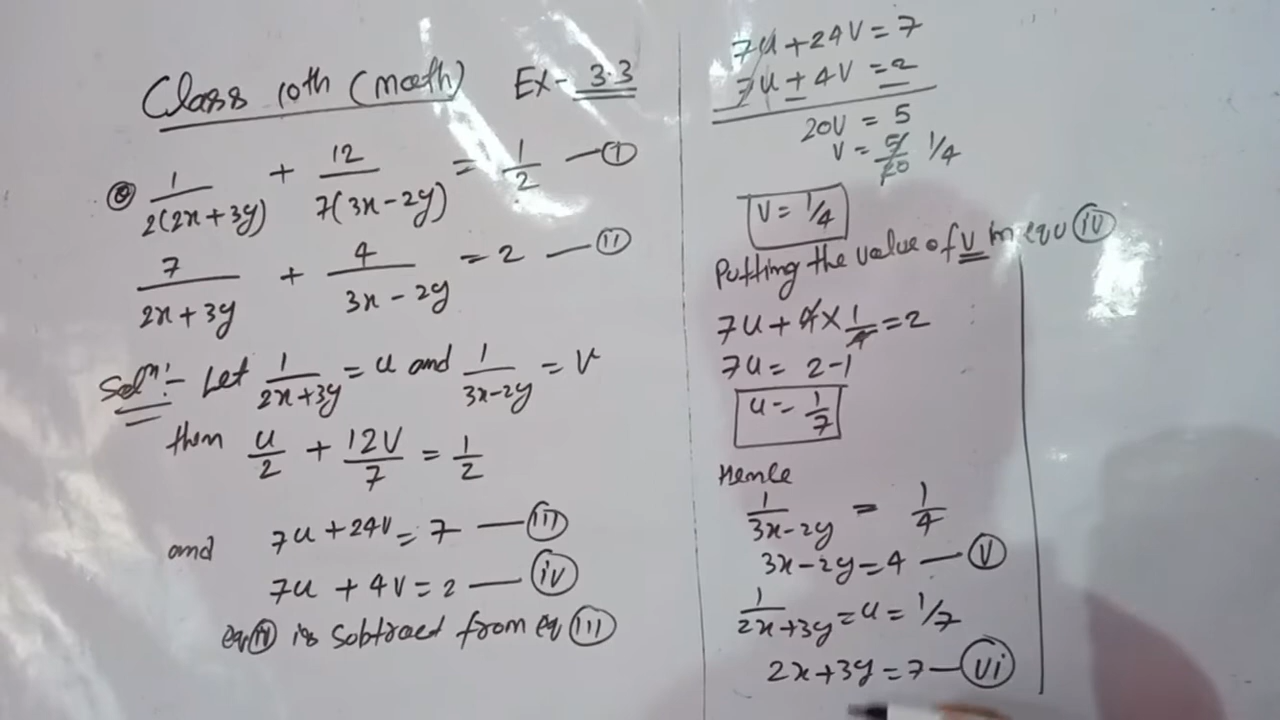 Class 10th (math) Ex- 3.3
Q 1/2(2x+3y) + 12/7(3x-2y) = 1/2 —(I)
7/2x+3y + 4/3x-2y = 2 —(II)
Solⁿ:- Let 1/2x+3y = u and 1/3x-2y = v
then u/2 + 12V/7 = 1/2
and 7u+24V=7 —(III)
7u + 4V=2 —(iv)
eq(iv) is subtract from eq (III)
7u+24V=7
7u+4V=2
20V = 5
V = 5/20 1/4
V=1/4
Putting the value of V in equ (iv)
7u+4×1/4=2
7u= 2-1
u= 1/7
Hence
1/3x-2y = 1/4
3x-2y=4 —(V)
1/2x+3y=u=1/7
2x+3y=7—(vi)